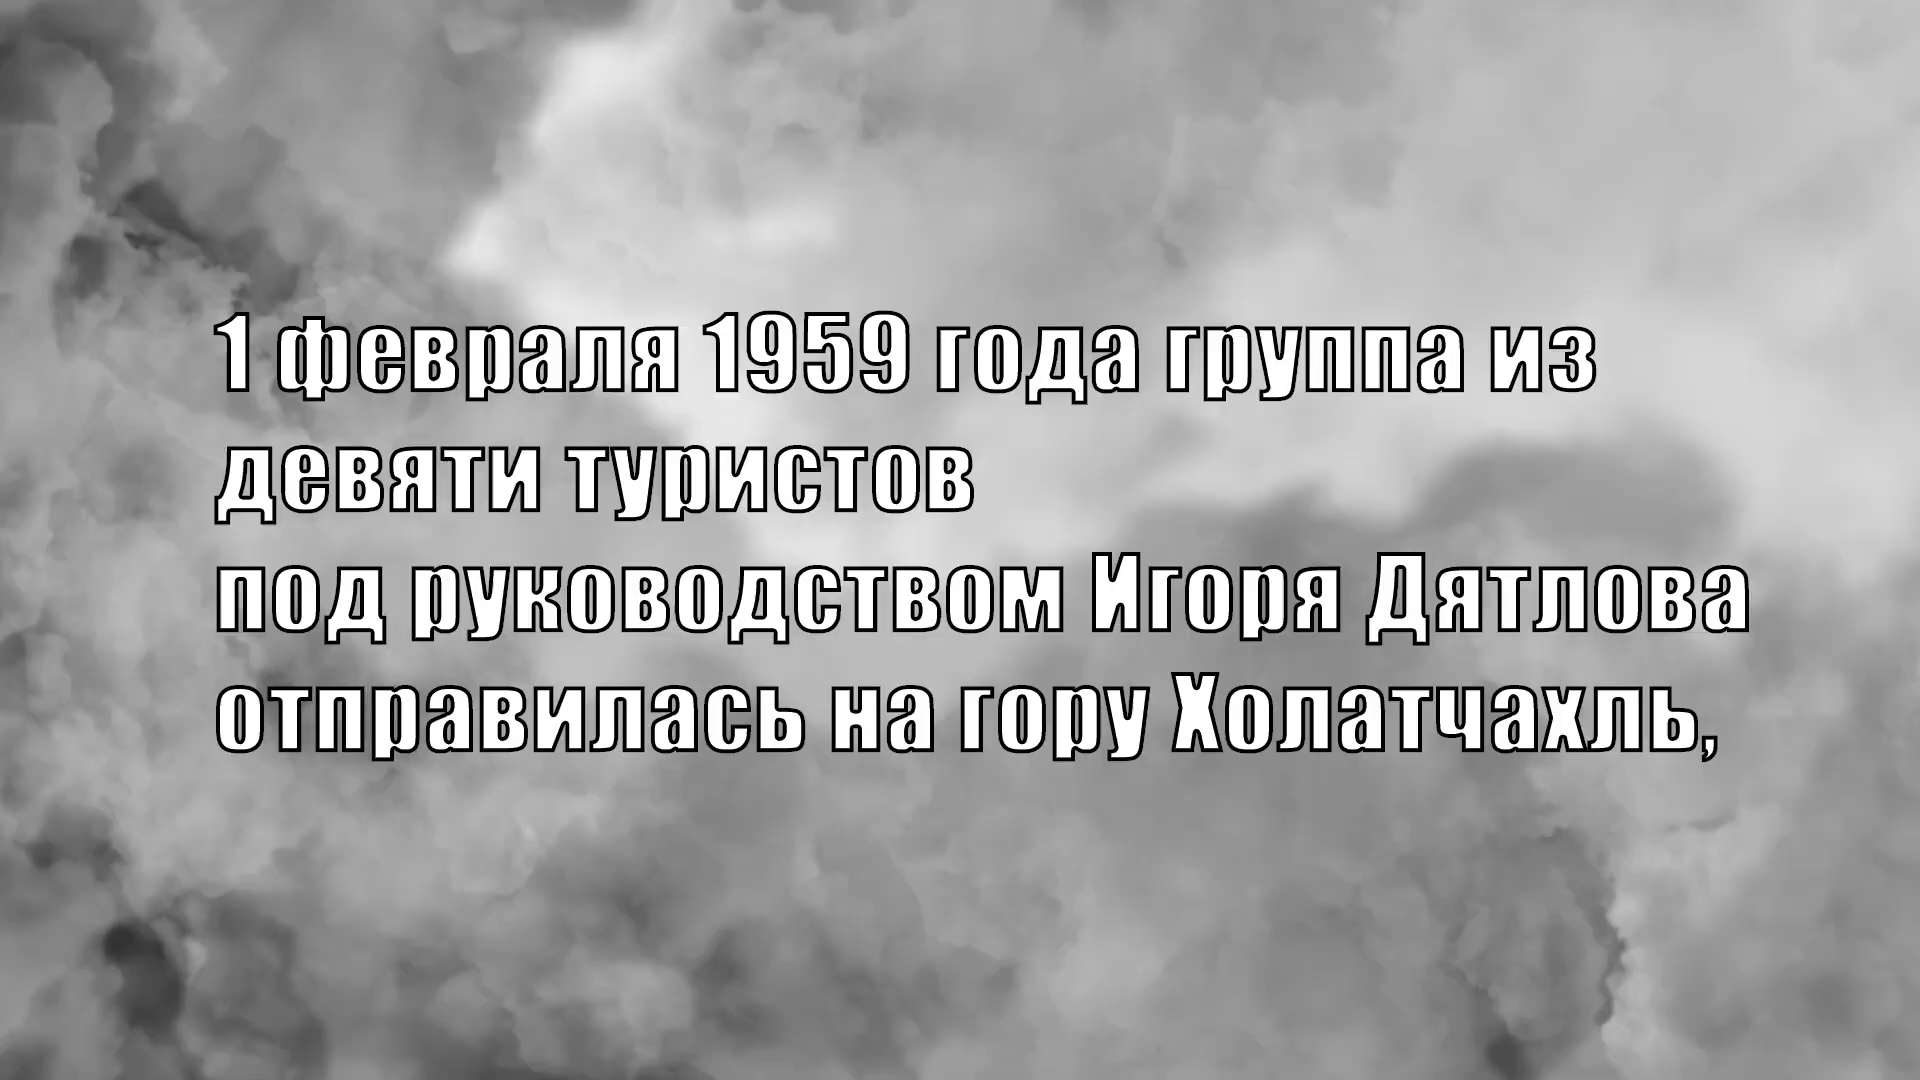 1 февраля 1959 года группа из
девяти туристов
под руководством Игоря Дятлова
отправилась на гору Холатчахль,